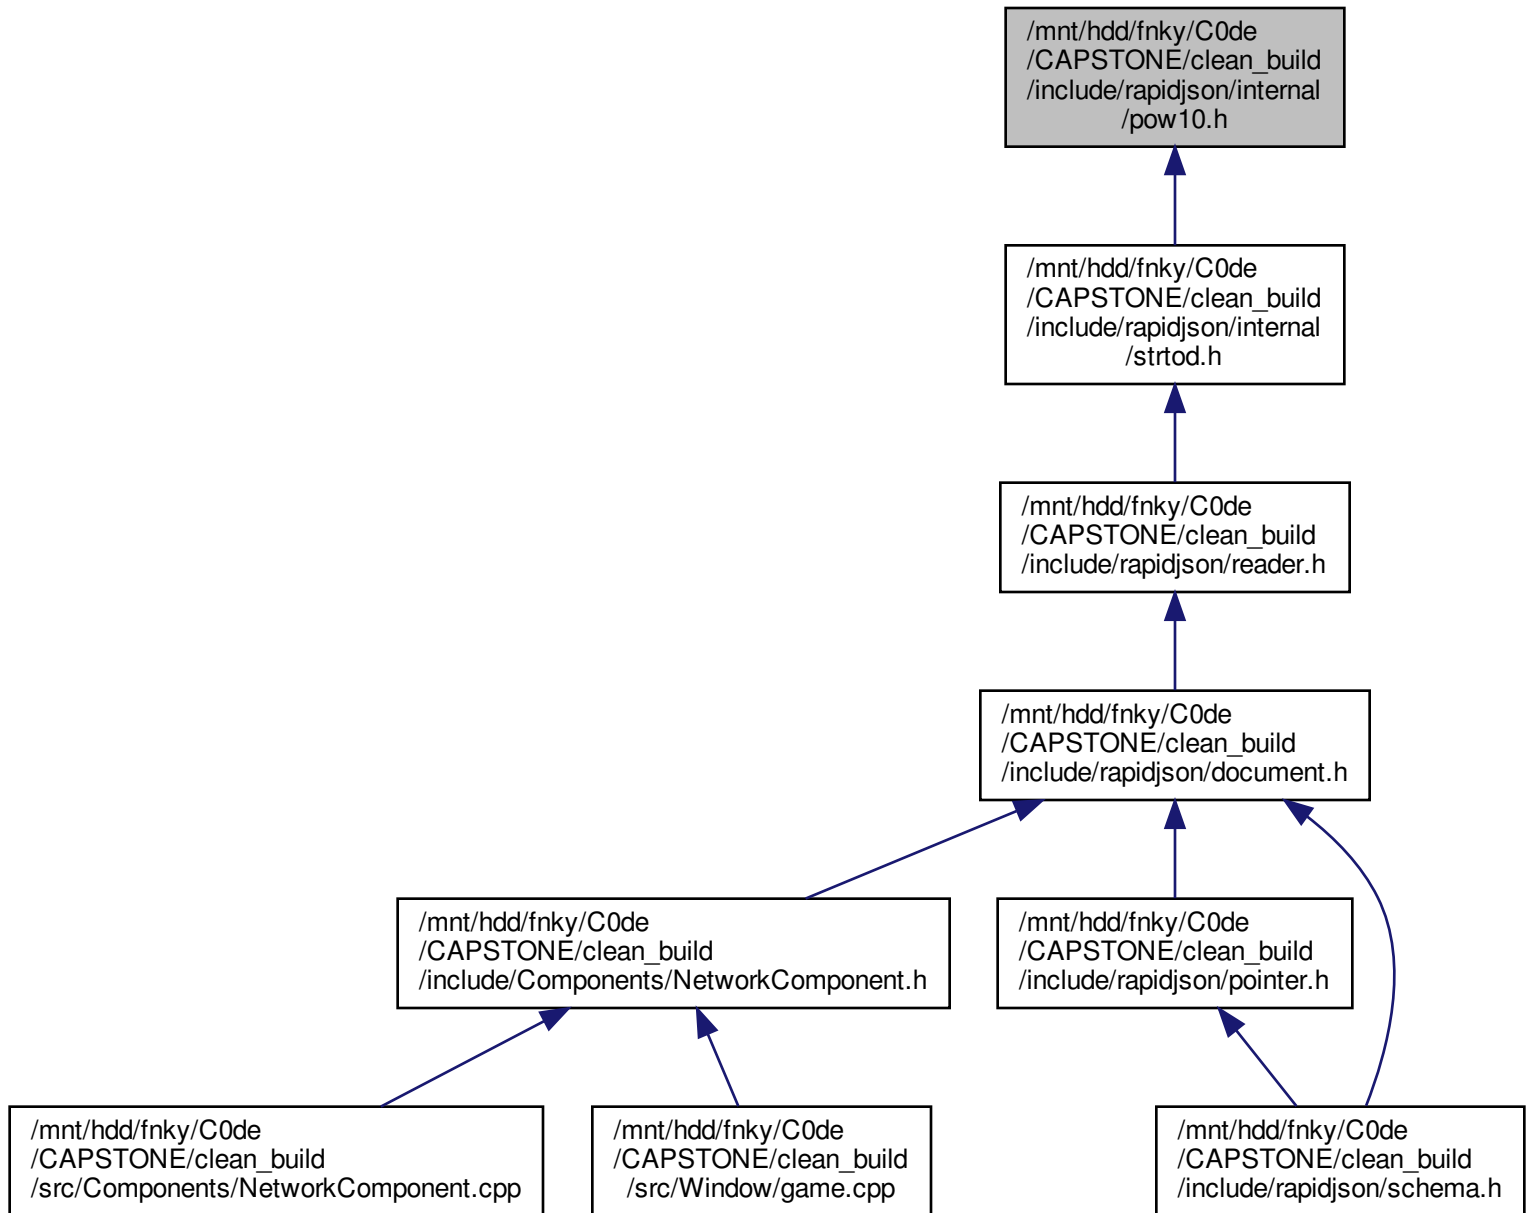 /mnt/hdd/fnky/C0de
/CAPSTONE/clean_build
/include/rapidjson/internal
/pow10.h
/mnt/hdd/fnky/C0de
/CAPSTONE/clean_build
/include/rapidjson/internal
/strtod.h
/mnt/hdd/fnky/C0de
/CAPSTONE/clean_build
/include/rapidjson/reader.h
/mnt/hdd/fnky/C0de
/CAPSTONE/clean_build
/include/rapidjson/document.h
/mnt/hdd/fnky/C0de
/CAPSTONE/clean_build
/include/Components/NetworkComponent.h
/mnt/hdd/fnky/C0de
/CAPSTONE/clean_build
/include/rapidjson/pointer.h
/mnt/hdd/fnky/C0de
/CAPSTONE/clean_build
/src/Components/NetworkComponent.cpp
/mnt/hdd/fnky/C0de
/CAPSTONE/clean_build
/src/Window/game.cpp
/mnt/hdd/fnky/C0de
/CAPSTONE/clean_build
/include/rapidjson/schema.h